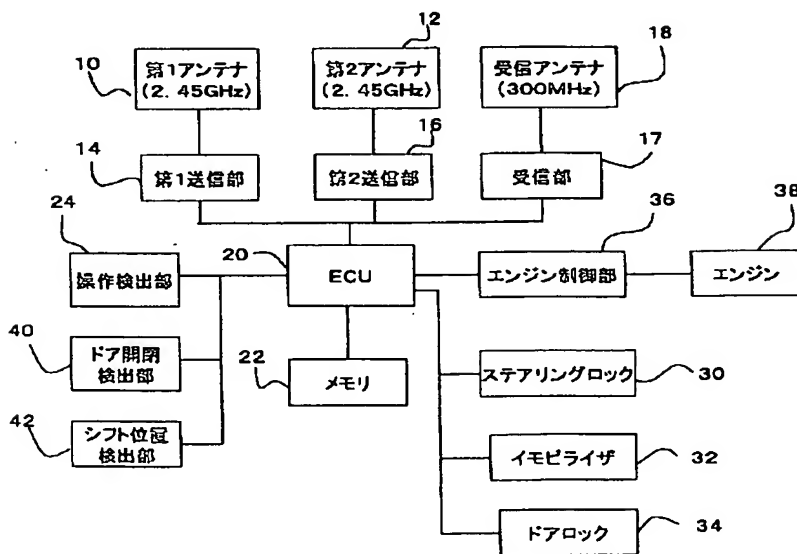 12
18
10
第1アンテナ
(2. 45GHz)
第2アンテナ
(2. 45GHz)
受信アンテナ
(300MHz)
14
16
17
第1送信部
第2送信部
受信部
24
20
36
38
操作検出部
ECU
エンジン制御部
エンジン
40
ドア開閉
検出部
22
メモリ
ステアリングロック
30
42
シフト位置
検出部
イモビライザ
32
ドアロック
34